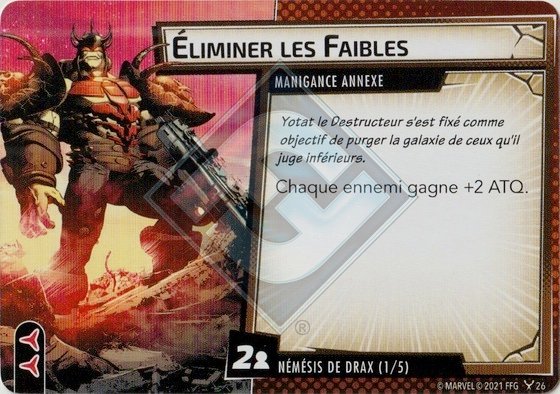 ÉLIMINER LES FAIBLES
MANIGANCE ANNEXE
Yotat le Destructeur s'est fixé comme
objectif de purger la galaxie de ceux qu'il
juge inférieurs.
Chaque ennemi gagne +2 ATQ.
®
2
NÉMÉSIS DE DRAX (1/5)
© MARVEL © 2021 FFG 26